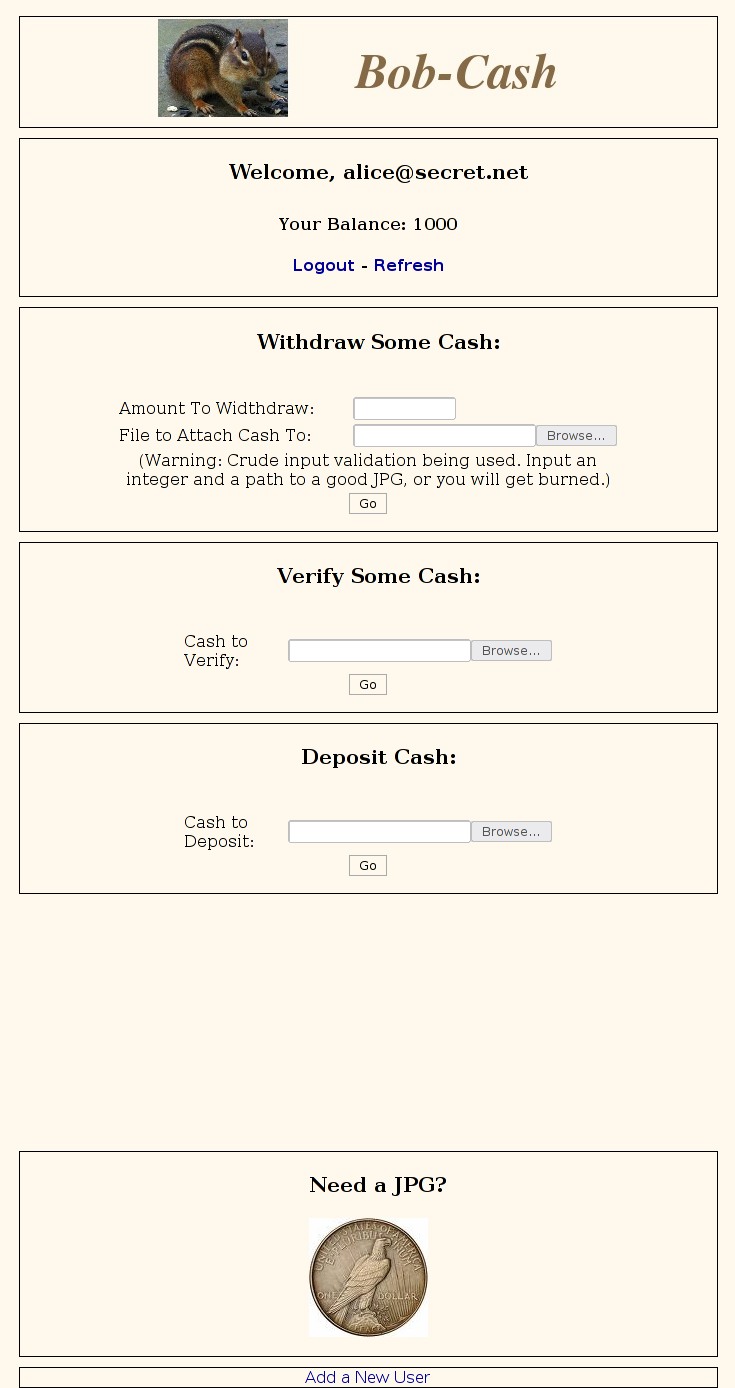 Bob-Cash
Welcome, alice@secret.net
Your Balance: 1000
Logout - Refresh
Withdraw Some Cash:
Amount To Widthdraw:
File to Attach Cash To: Browse...
(Warning: Crude input validation being used. Input an
integer and a path to a good JPG, or you will get burned.)
Go
Verify Some Cash:
Cash to
Verify:
Browse...
Go
Deposit Cash:
Cash to
Deposit:
Browse...
Go
Need a JPG?
UNITED STATES OF AMERICA
E PLURIBUS UNUM
ONE DOLLAR
PEACE
Add a New User